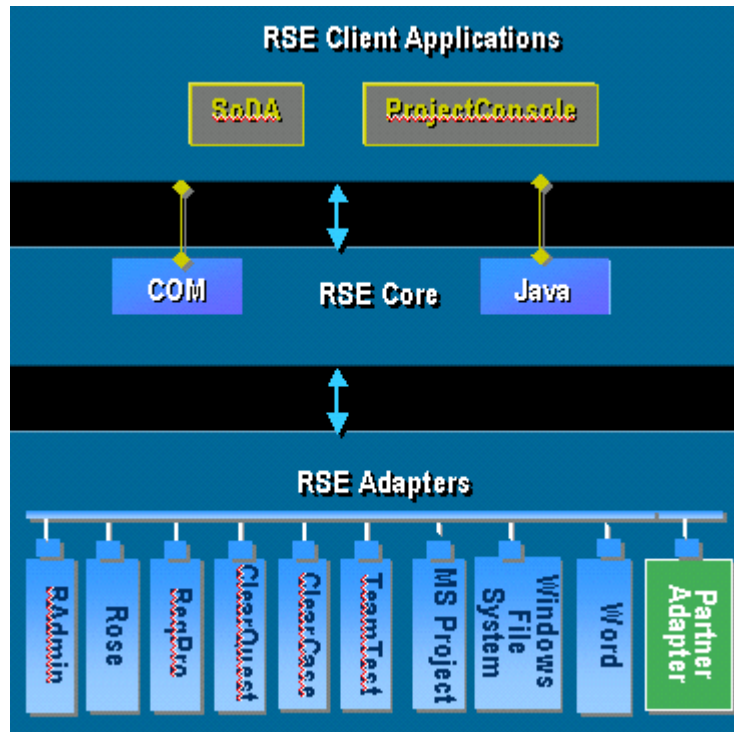 RSE Client Applications
SoDA
ProjectConsole
COM
RSE Core
Java
RSE Adapters
RAdmin
Rose
ReqPro
ClearQuest
ClearCase
TeamTest
MS Project
Windows
File
System
Word
Partner
Adapter